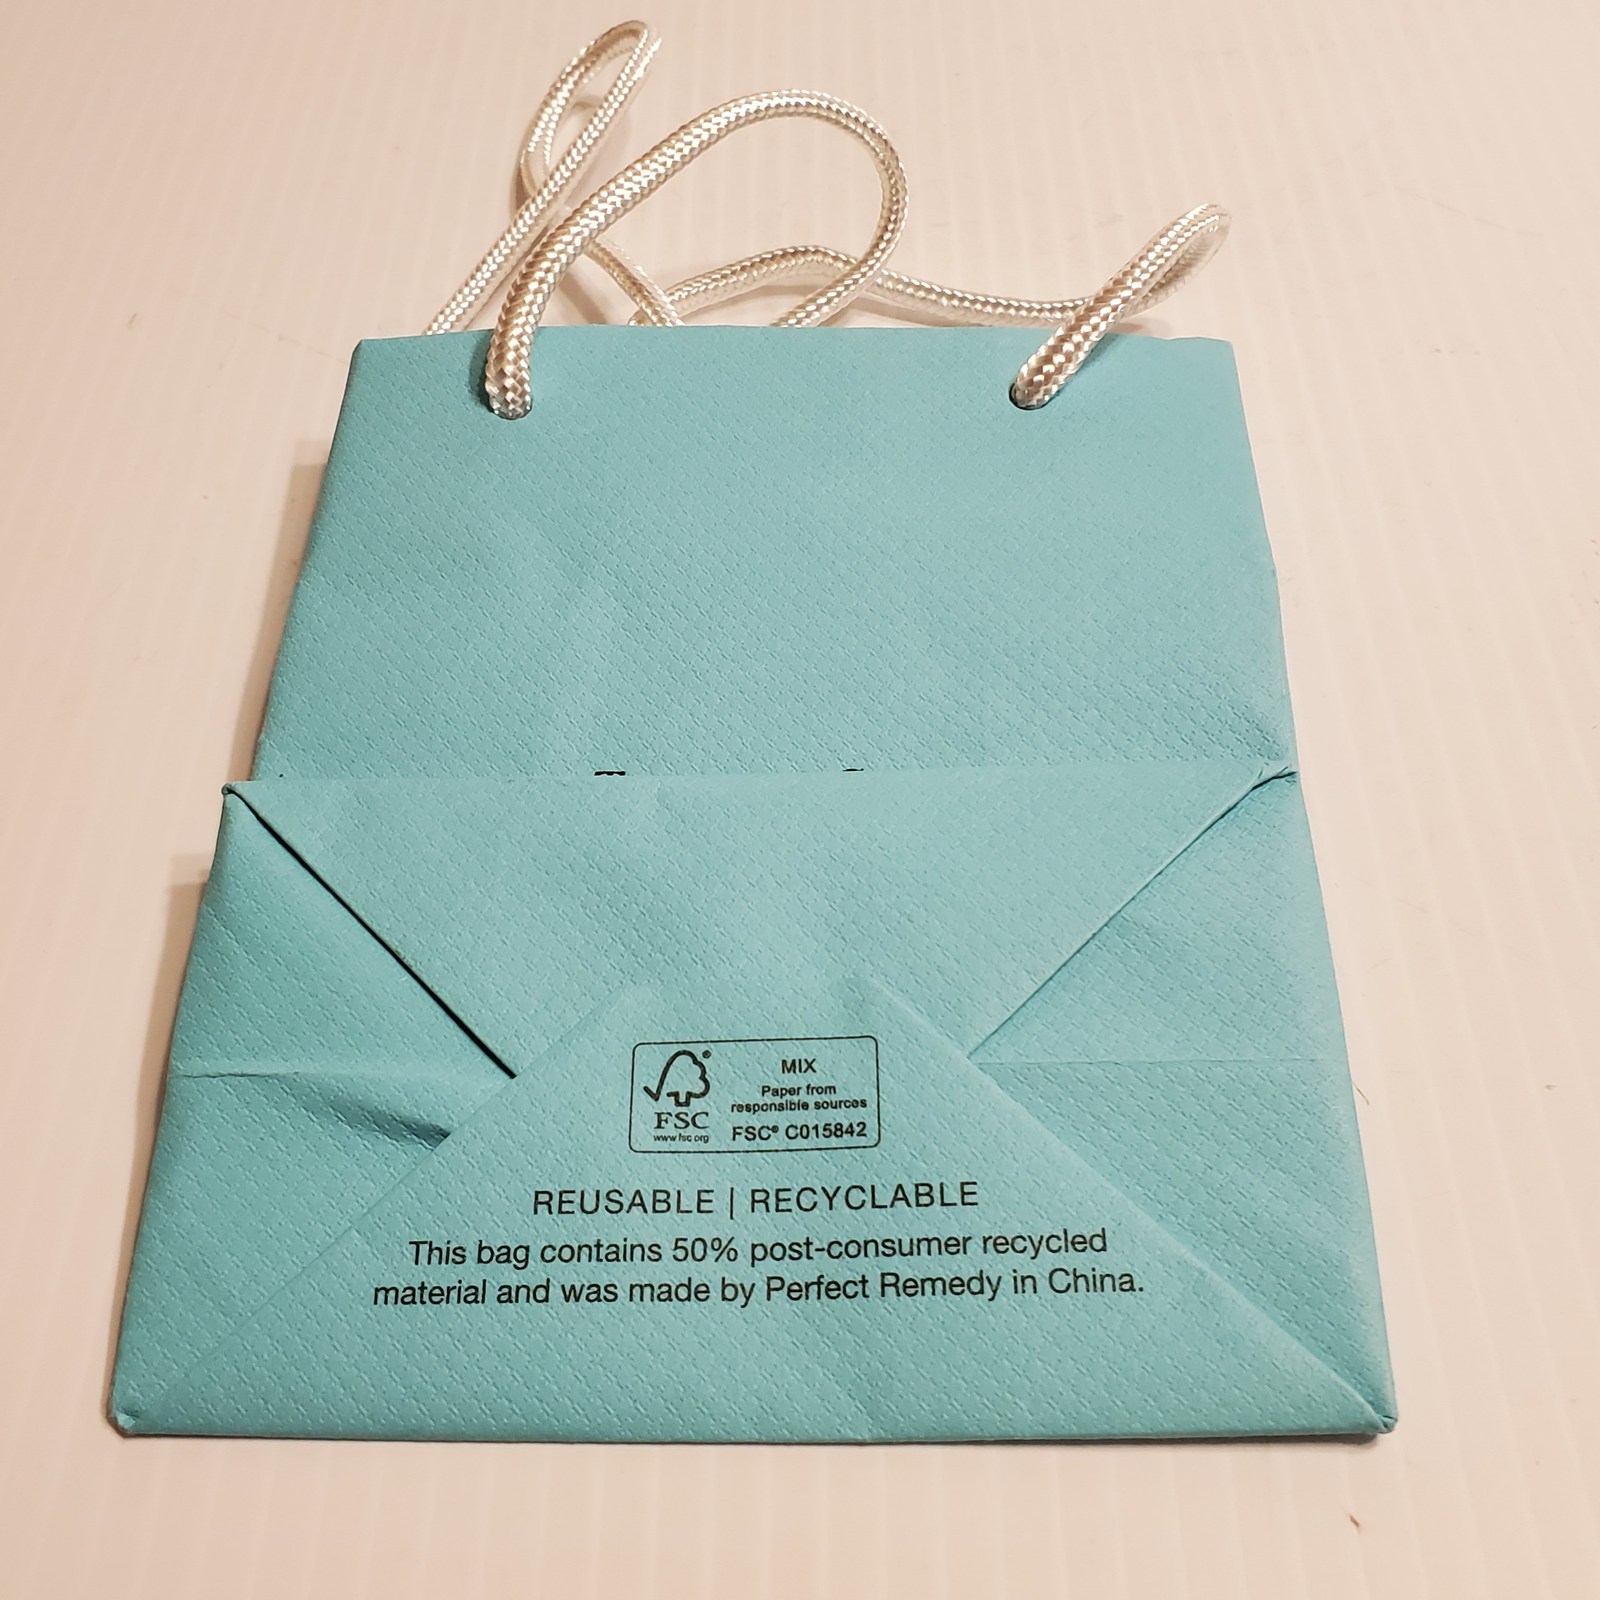 MIX
Paper from
responsible sources
FSC® C015842
FSC
www.fsc.org
REUSABLE | RECYCLABLE
This bag contains 50% post-consumer recycled
material and was made by Perfect Remedy in China.